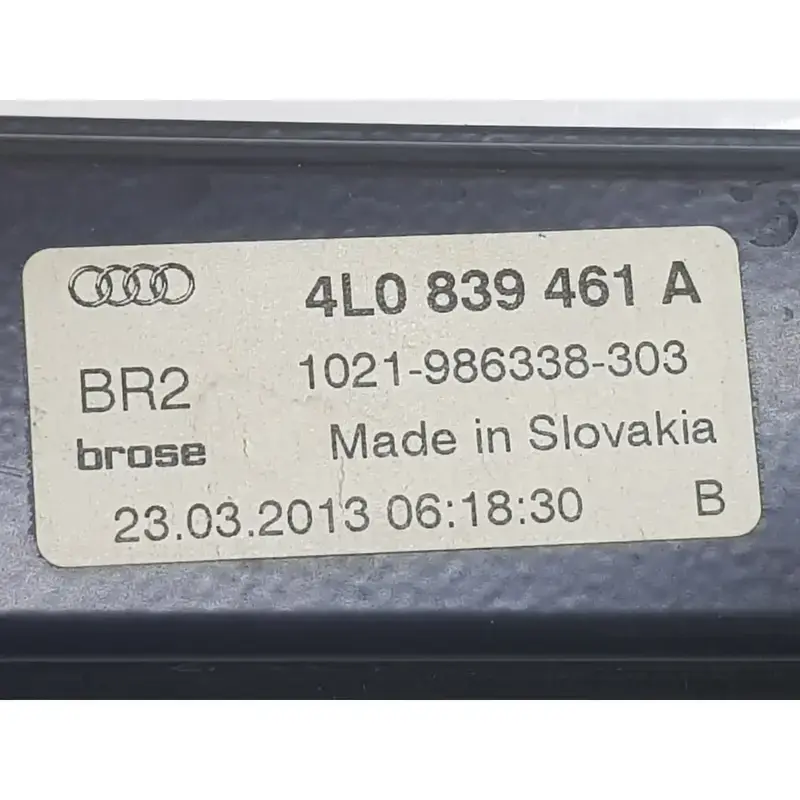 4L0 839 461 A
BR2 1021-986338-303
brose Made in Slovakia
23.03.2013 06:18:30 B